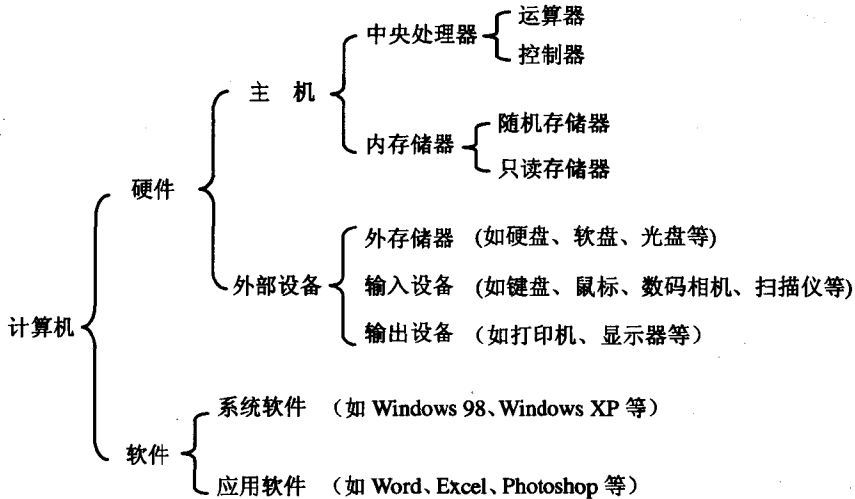 运算器
中央处理器
控制器
主 机
随机存储器
内存储器
只读存储器
硬件
外存储器 (如硬盘、软盘、光盘等)
外部设备
输入设备 (如键盘、鼠标、数码相机、扫描仪等)
输出设备 (如打印机、显示器等)
计算机
系统软件 (如 Windows 98、Windows XP 等)
软件
应用软件 (如 Word、Excel、Photoshop 等)